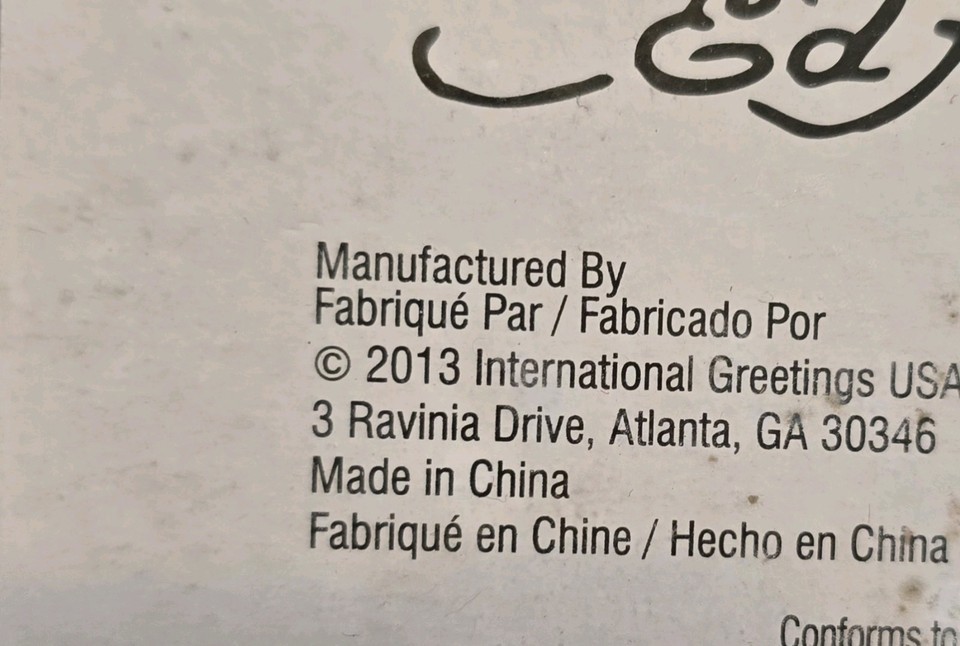 Manufactured By
Fabriqué Par / Fabricado Por
© 2013 International Greetings USA
3 Ravinia Drive, Atlanta, GA 30346
Made in China
Fabriqué en Chine / Hecho en China
Conforms to